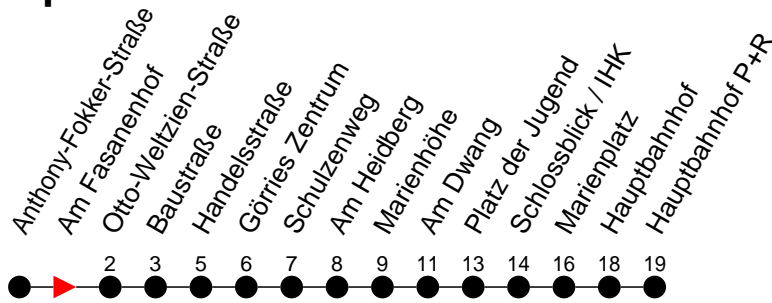 Anthony-Fokker-Straße
Am Fasanenhof
Otto-Weltzien-Straße
Baustraße
Handelsstraße
Görries Zentrum
Schulzenweg
Am Heidberg
Marienhöhe
Am Dwang
Platz der Jugend
Schlossblick / IHK
Marienplatz
Hauptbahnhof
Hauptbahnhof P+R
2 3 5 6 7 8 9 11 13 14 16 18 19